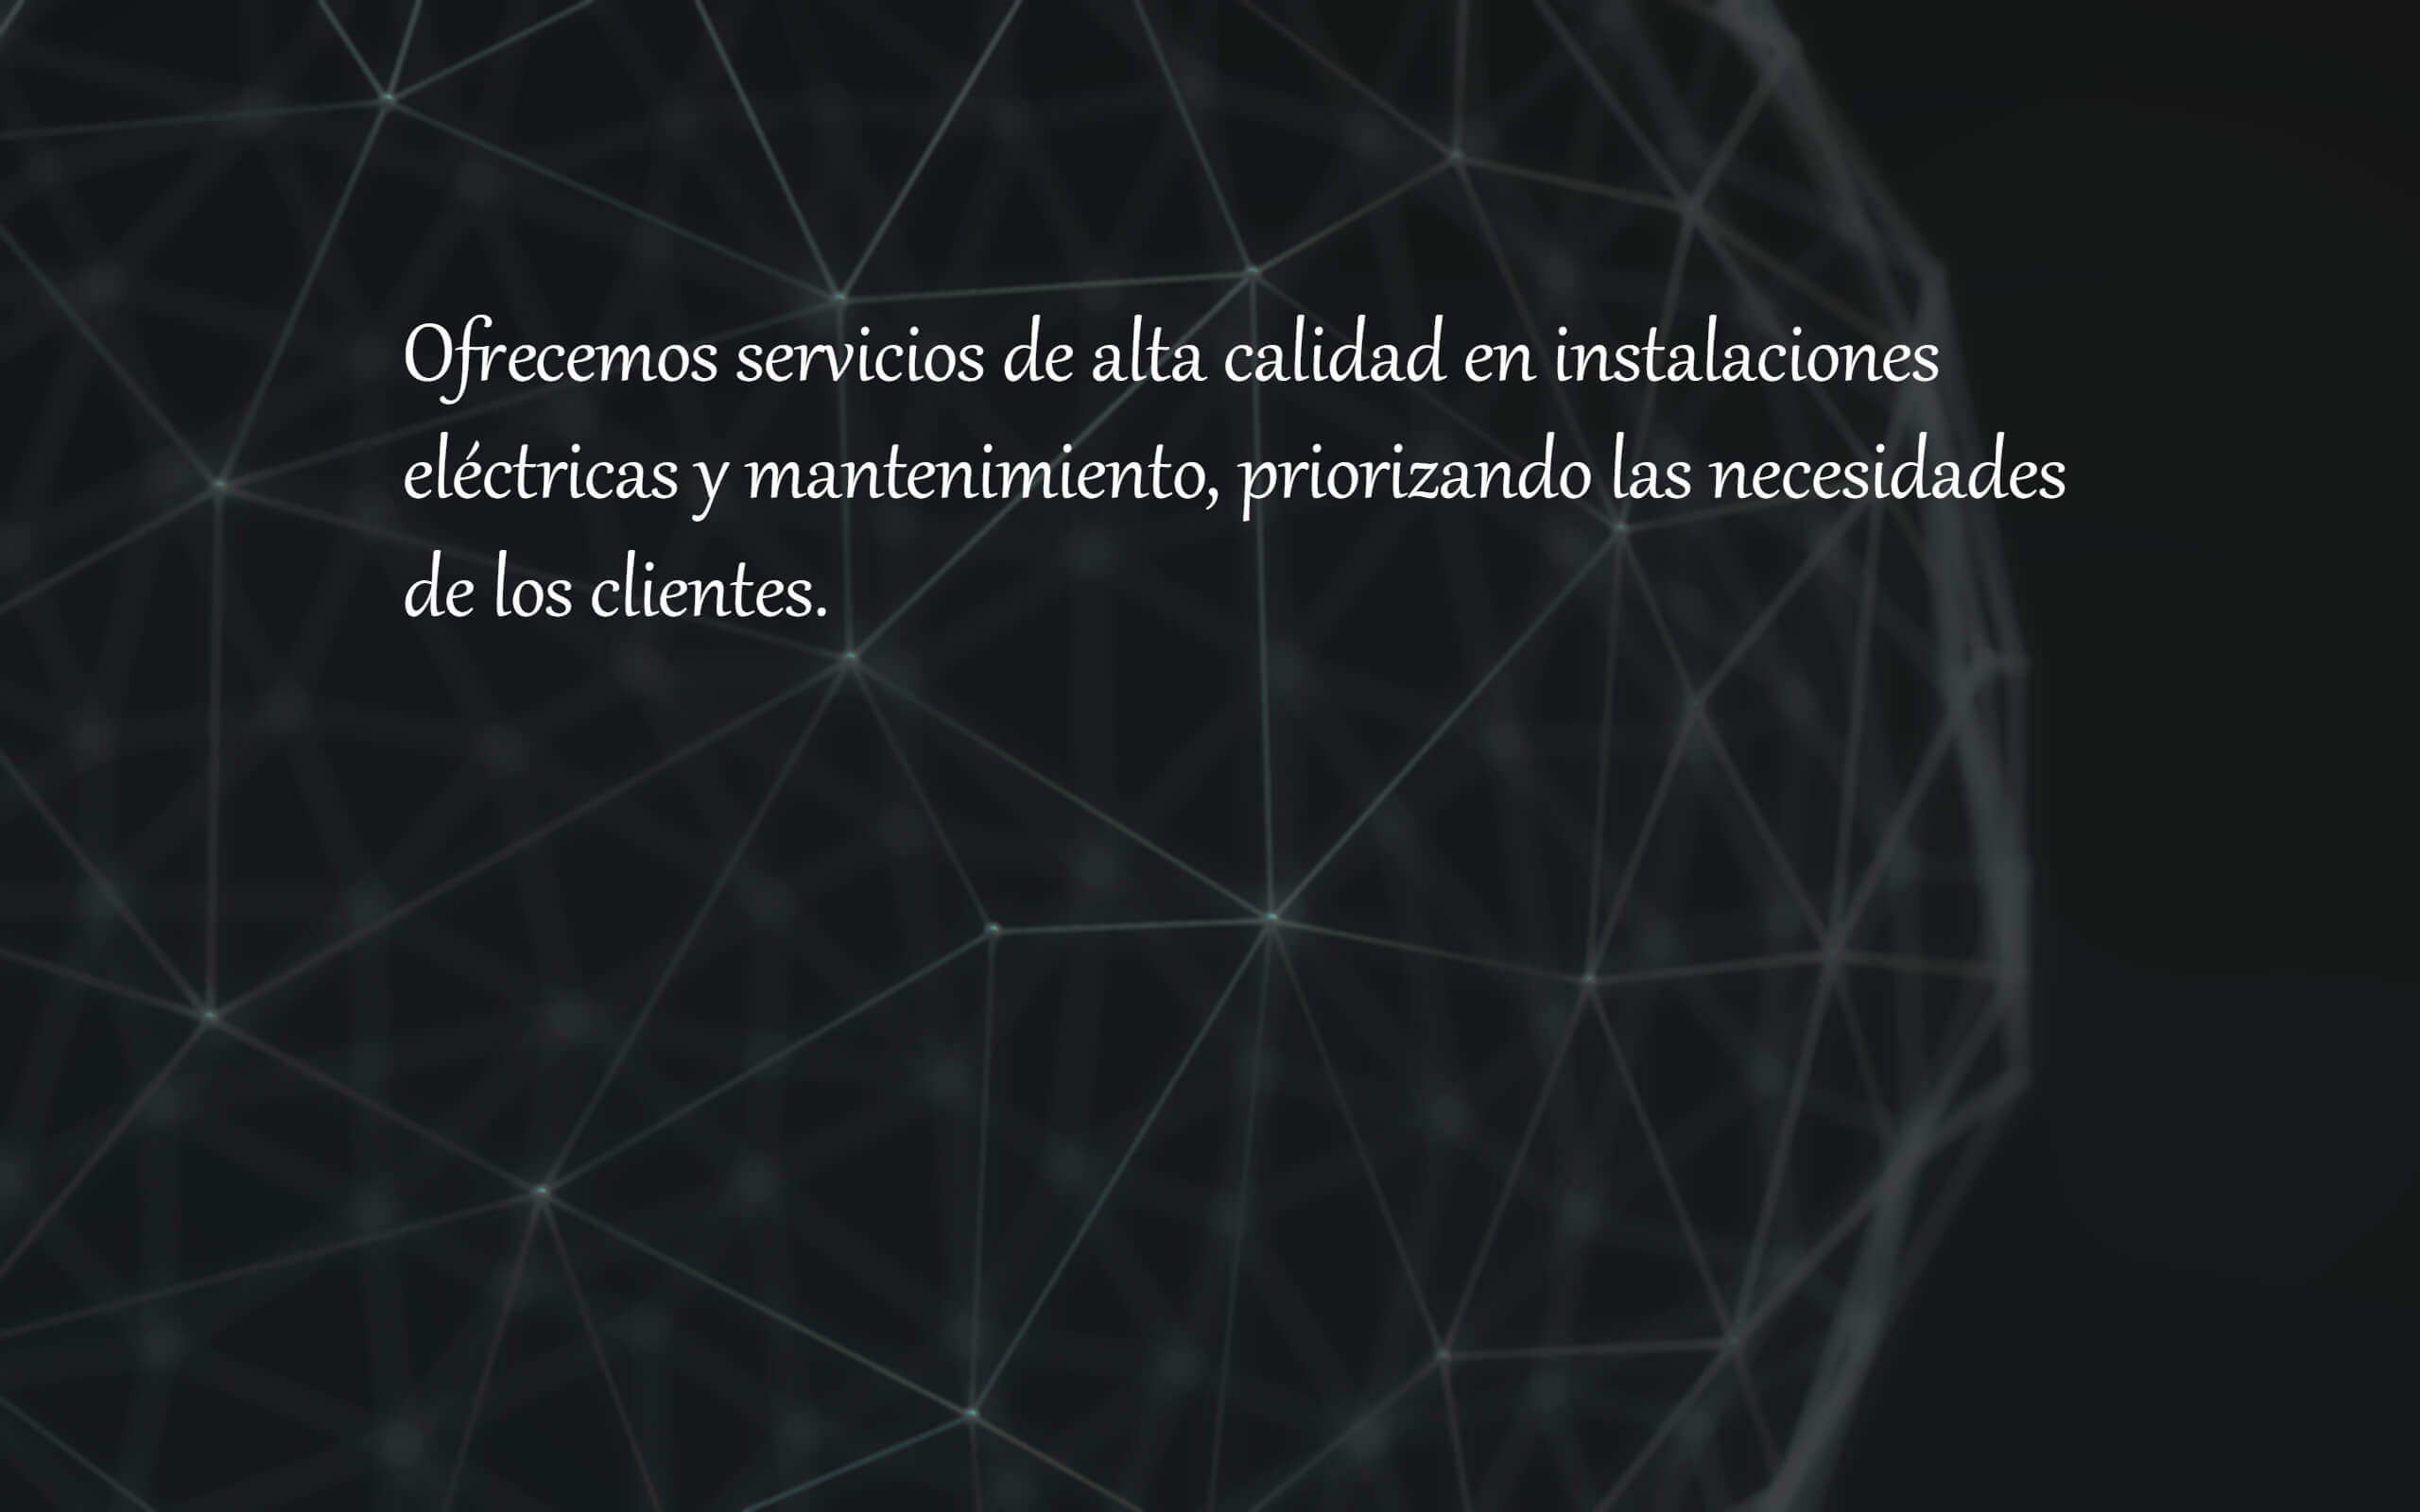 Ofrecemos servicios de alta calidad en instalaciones
eléctricas y mantenimiento, priorizando las necesidades
de los clientes.